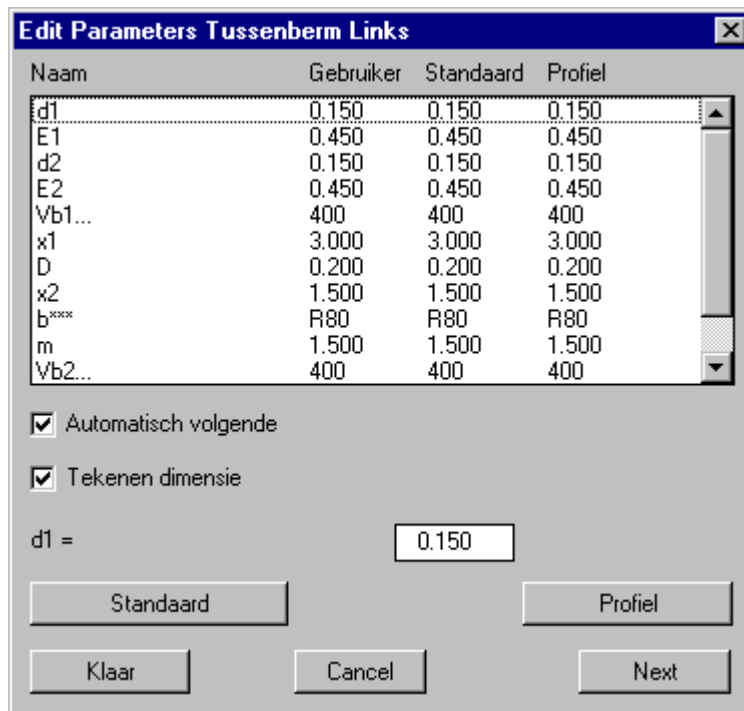 Edit Parameters Tussenberm Links
Naam Gebruiker Standaard Profiel
d1 0.150 0.150 0.150
E1 0.450 0.450 0.450
d2 0.150 0.150 0.150
E2 0.450 0.450 0.450
Vb1... 400 400 400
x1 3.000 3.000 3.000
D 0.200 0.200 0.200
x2 1.500 1.500 1.500
b*** R80 R80 R80
m 1.500 1.500 1.500
Vb2... 400 400 400
Automatisch volgende
Tekenen dimensie
d1 = 0.150
Standaard Profiel
Klaar Cancel Next